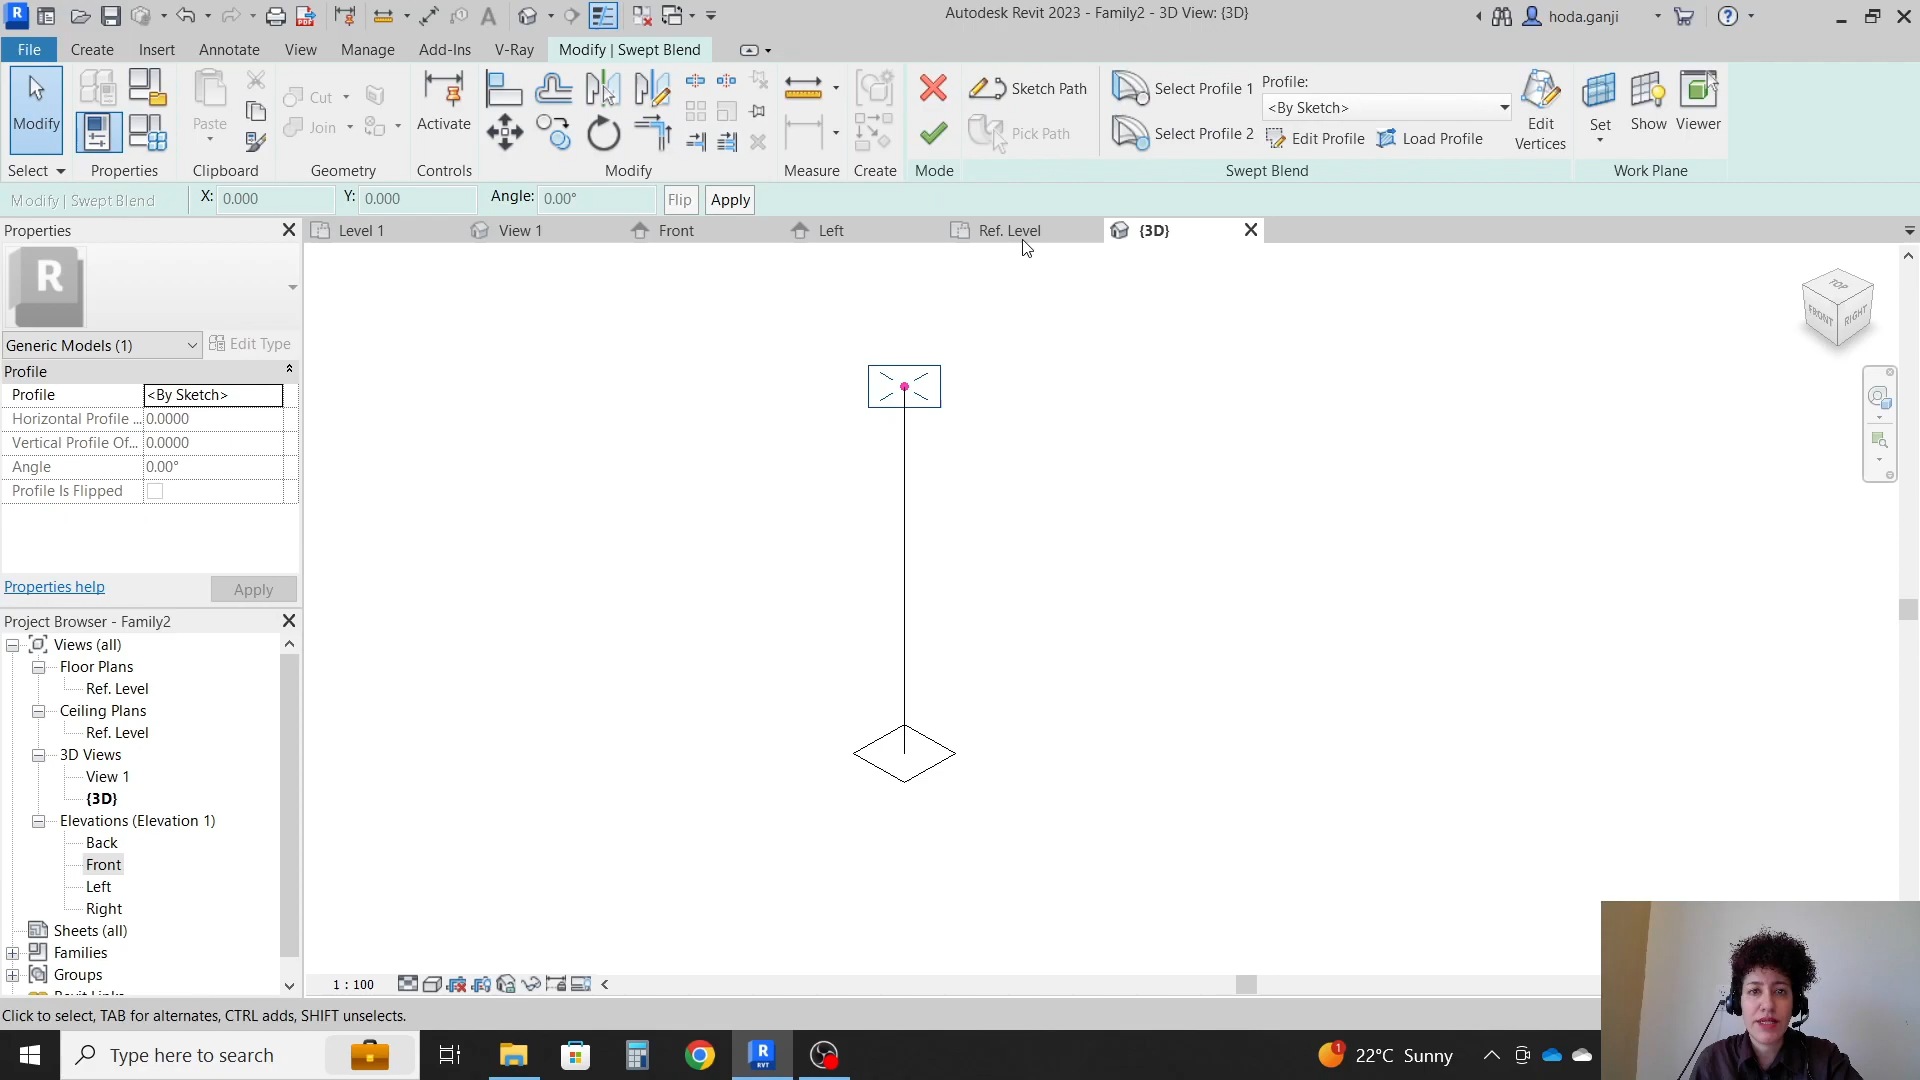 Autodesk Revit 2023 - Family2 - 3D View: {3D}
hoda.ganji
File Create Insert Annotate View Manage Add-Ins V-Ray Modify | Swept Blend
Modify
Paste
Cut
Join
Activate
Sketch Path
Pick Path
Select Profile 1
Select Profile 2
Profile:
<By Sketch>
Edit Profile Load Profile
Edit
Vertices
Set Show Viewer
Select Properties Clipboard Geometry Controls Modify Measure Create Mode Swept Blend Work Plane
Modify | Swept Blend X: 0.000 Y: 0.000 Angle: 0.00° Flip Apply
Properties
Level 1 View 1 Front Left Ref. Level {3D}
R
Generic Models (1) Edit Type
Profile
Profile <By Sketch>
Horizontal Profile ... 0.0000
Vertical Profile Of... 0.0000
Angle 0.00°
Profile Is Flipped
Properties help Apply
Project Browser - Family2
Views (all)
Floor Plans
Ref. Level
Ceiling Plans
Ref. Level
3D Views
View 1
{3D}
Elevations (Elevation 1)
Back
Front
Left
Right
Sheets (all)
Families
Groups
Revit Links
TOP
FRONT RIGHT
1 : 100
Click to select, TAB for alternates, CTRL adds, SHIFT unselects.
Type here to search
R
RVT
1
22°C Sunny